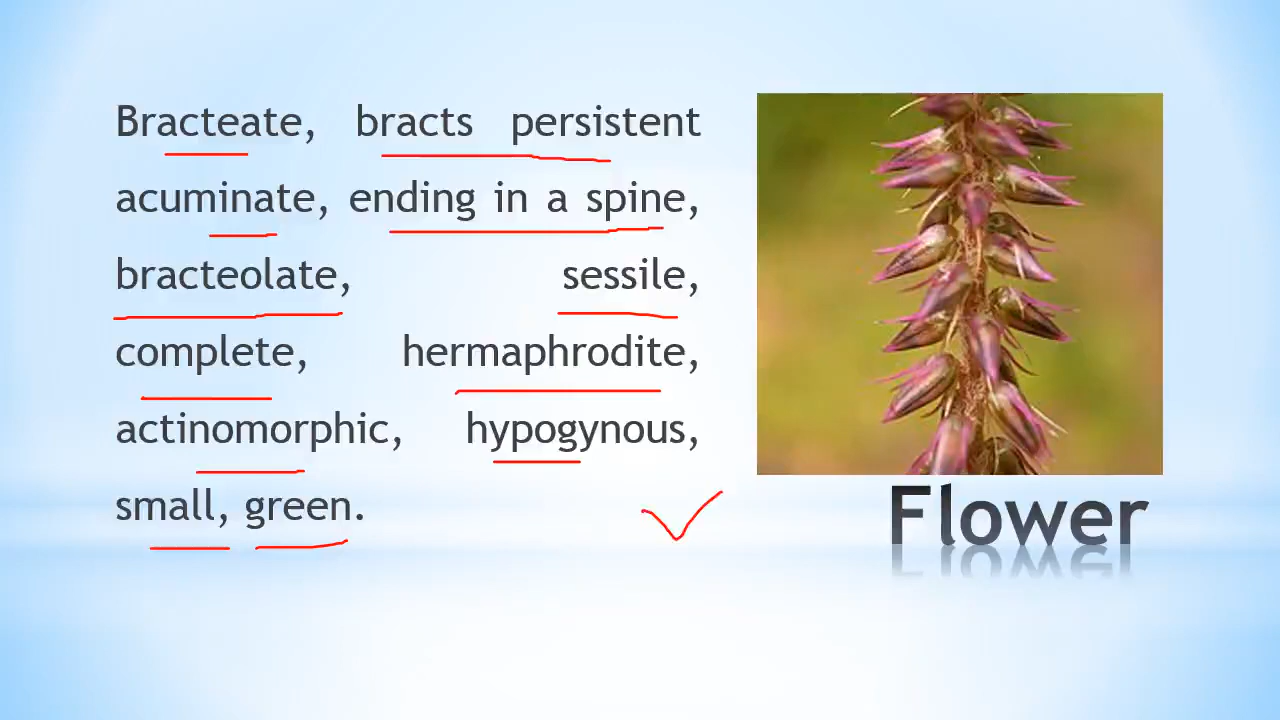 Bracteate, bracts persistent
acuminate, ending in a spine,
bracteolate, sessile,
complete, hermaphrodite,
actinomorphic, hypogynous,
small, green.
Flower